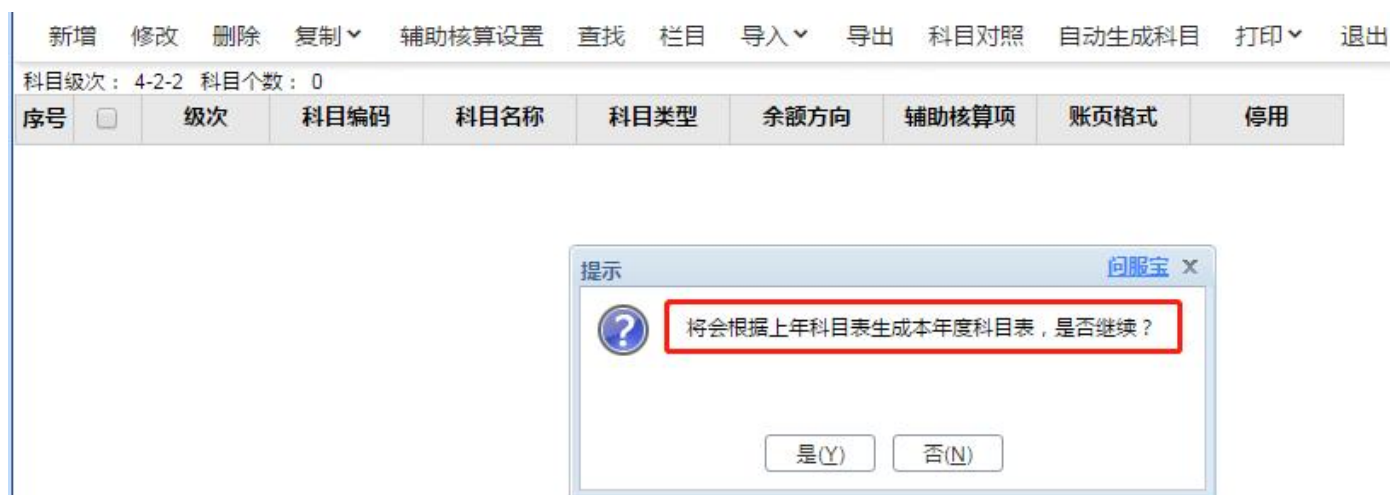 新增 修改 删除 复制 辅助核算设置 查找 栏目 导入 导出 科目对照 自动生成科目 打印 退出
科目级次： 4-2-2 科目个数： 0
序号 级次 科目编码 科目名称 科目类型 余额方向 辅助核算项 账页格式 停用
提示 问服宝 X
? 将会根据上年科目表生成本年度科目表，是否继续？
是(Y) 否(N)